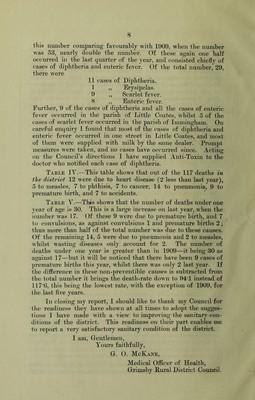 8
this number comparing favourably with 1909, when the number
was 53, nearly double the number. Of these again one half
occurred in the last quarter of the year, and consisted chiefly of
cases of diphtheria and enteric fever. Of the total number, 29,
there were
11 cases of Diphtheria.
1 „ Erysipelas.
9 „ Scarlet fever.
8 „ Enteric fever.
Further, 9 of the cases of diphtheria and all the cases of enteric
fever occurred in the parish of Little Coates, whilst 5 of the
cases of scarlet fever occurred in the parish of Immingham. On
careful enquiry I found that most of the cases of diphtheria and
enteric fever occurred in one street in Little Coates, and most
of them were supplied with milk by the same dealer. Prompt
measures were taken, and no cases have occurred since. Acting
on the Council's directions I have supplied Anti-Toxin to the
doctor who notified each case of diphtheria.
TABLE IV.—This table shows that out of the 117 deaths in
the district 12 were due to heart disease (2 less than last year),
5 to measles, 7 to phthisis, 7 to cancer, 14 to pneumonia, 9 to
premature birth, and 7 to accidents.
TABLE V.—This shows that the number of deaths under one
year of age is 30. This is a large increase on last year, when the
number was 17. Of these 9 were due to premature birth, and 7
to convulsions, as against convulsions 1 and premature births 2;
thus more than half of the total number was due to these causes.
Of the remaining 14, 5 were due to pneumonia and 2 to measles,
whilst wasting diseases only account for 2. The number of
deaths under one year is greater than in 1909—it being 30 as
against 17—but it will be noticed that there have been 9 cases of
premature births this year, whilst there was only 2 last year. If
the difference in these non-preventible causes is subtracted from
the total number it brings the death-rate down to 94·1 instead of
117·6, this being the lowest rate, with the exception of 1909, for
the last five years.
In closing my report, I should like to thank my Council for
the readiness they have shown at all times to adopt the sugges-
tions I have made with a view to improving the sanitary con-
ditions of the district. This readiness on their part enables me
to report a very satisfactory sanitary condition of the district.
I am, Gentlemen,
Yours faithfully,
G. O. McKANE,
Medical Officer of Health,
Grimsby Rural District Council.